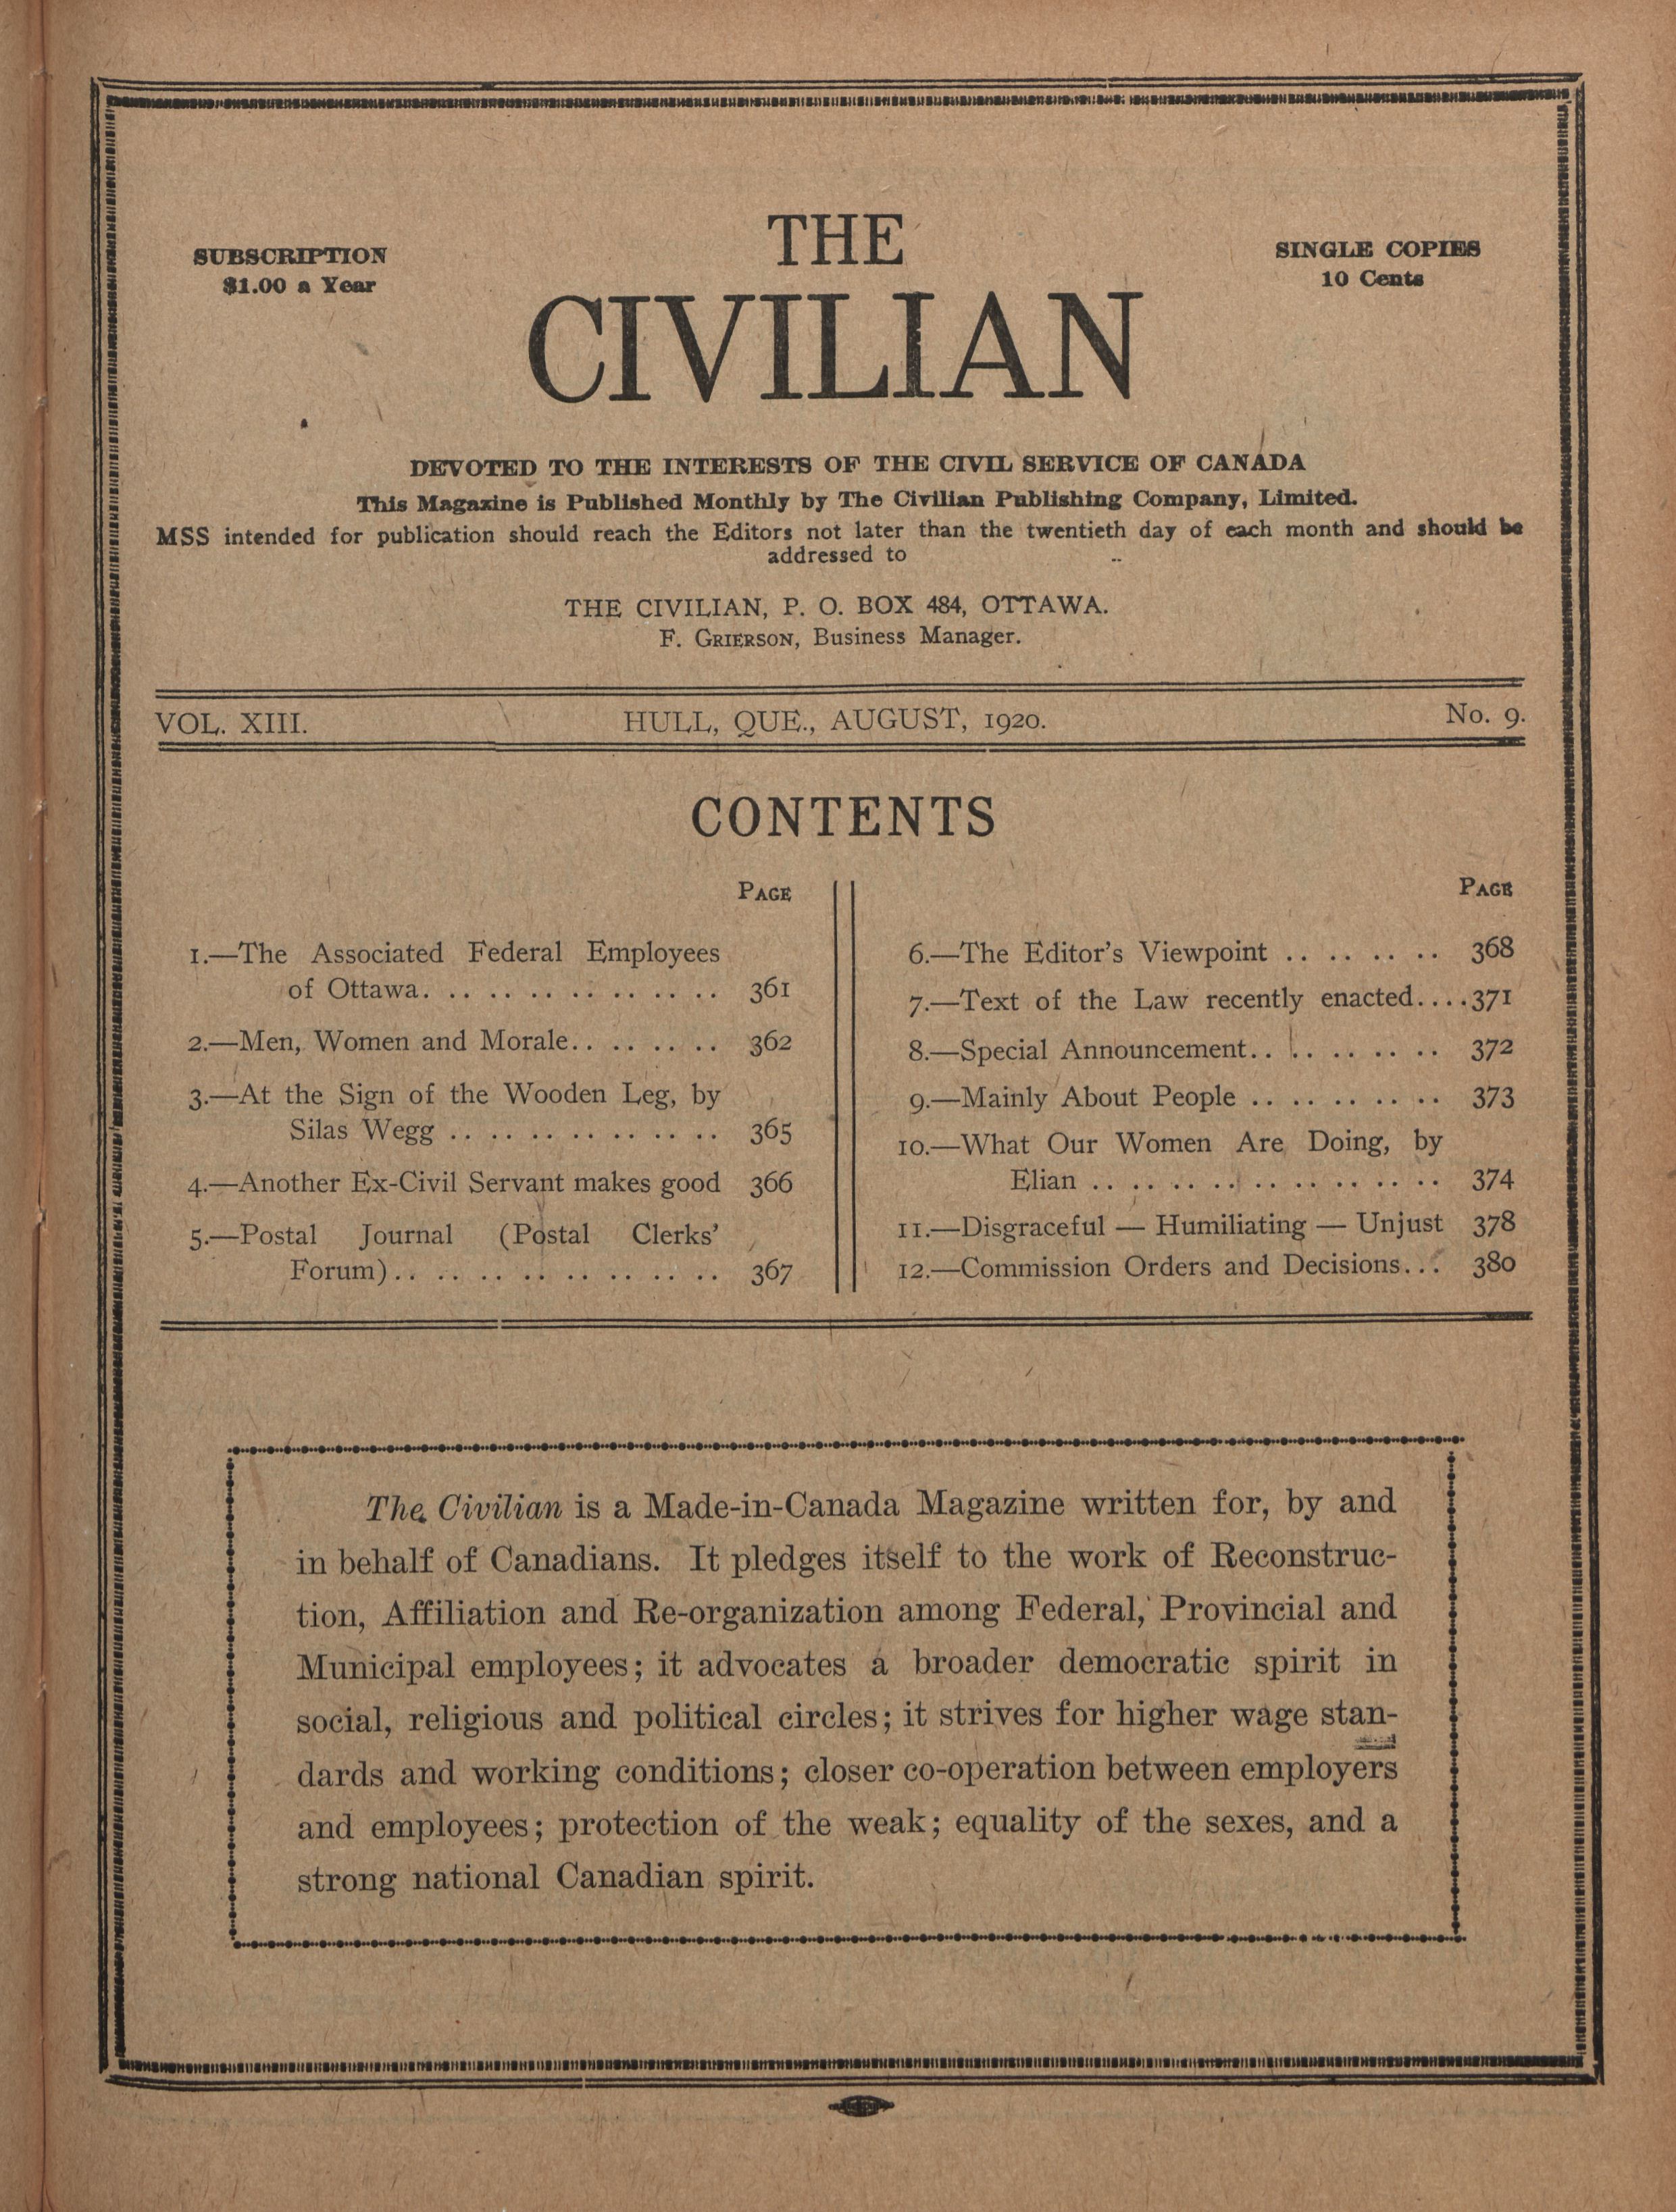 SUBSCRIPTION
$1.00 a Year
THE
CIVILIAN
SINGLE COPIES
10 Cents
DEVOTED TO THE INTERESTS OF THE CIVIL SERVICE OF CANADA
This Magazine is Published Monthly by The Civilian Publishing Company, Limited.
MSS intended for publication should reach the Editors not later than the twentieth day of each month and should be
addressed to
THE CIVILIAN, P. O. BOX 484, OTTAWA.
F. GRIERSON, Business Manager.
VOL. XIII. HULL, QUE., AUGUST, 1920. No. 9.
CONTENTS
PAGE
1.—The Associated Federal Employees
of Ottawa. . . . . . . . . . . . . . . 361
2.—Men, Women and Morale. . . . . . . . 362
3.—At the Sign of the Wooden Leg, by
Silas Wegg . . . . . . . . . . . . . . 365
4.—Another Ex-Civil Servant makes good 366
5.—Postal Journal (Postal Clerks'
Forum) . . . . . . . . . . . . . . . . 367
PAGE
6.—The Editor's Viewpoint . . . . . . . . 368
7.—Text of the Law recently enacted....371
8.—Special Announcement. . . . . . . . . . 372
9.—Mainly About People . . . . . . . . . . 373
10.—What Our Women Are Doing, by
Elian . . . . . . . . . . . . . . . . . . 374
11.—Disgraceful — Humiliating — Unjust 378
12.—Commission Orders and Decisions... 380
The Civilian is a Made-in-Canada Magazine written for, by and
in behalf of Canadians. It pledges itself to the work of Reconstruc-
tion, Affiliation and Re-organization among Federal, Provincial and
Municipal employees; it advocates a broader democratic spirit in
social, religious and political circles; it strives for higher wage stan-
dards and working conditions; closer co-operation between employers
and employees; protection of the weak; equality of the sexes, and a
strong national Canadian spirit.